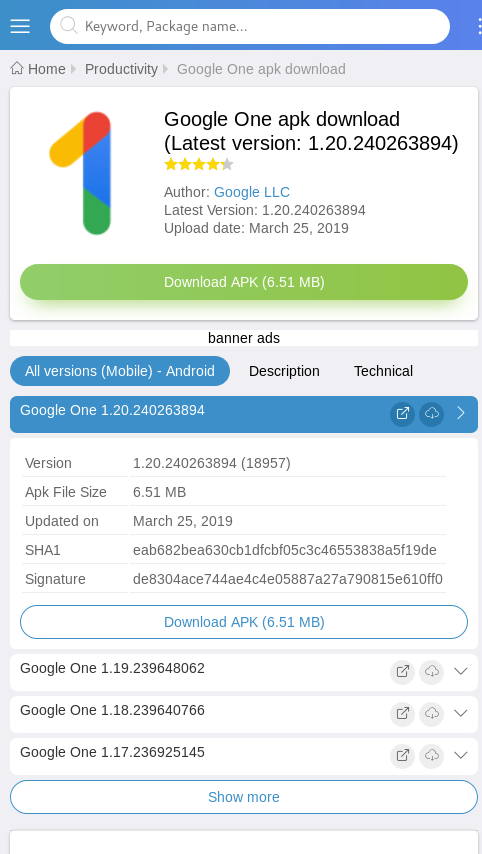 Keyword, Package name...
Home Productivity Google One apk download
Google One apk download
(Latest version: 1.20.240263894)
Author: Google LLC
Latest Version: 1.20.240263894
Upload date: March 25, 2019
Download APK (6.51 MB)
banner ads
All versions (Mobile) - Android Description Technical
Google One 1.20.240263894
Version 1.20.240263894 (18957)
Apk File Size 6.51 MB
Updated on March 25, 2019
SHA1 eab682bea630cb1dfcbf05c3c46553838a5f19de
Signature de8304ace744ae4c4e05887a27a790815e610ff0
Download APK (6.51 MB)
Google One 1.19.239648062
Google One 1.18.239640766
Google One 1.17.236925145
Show more